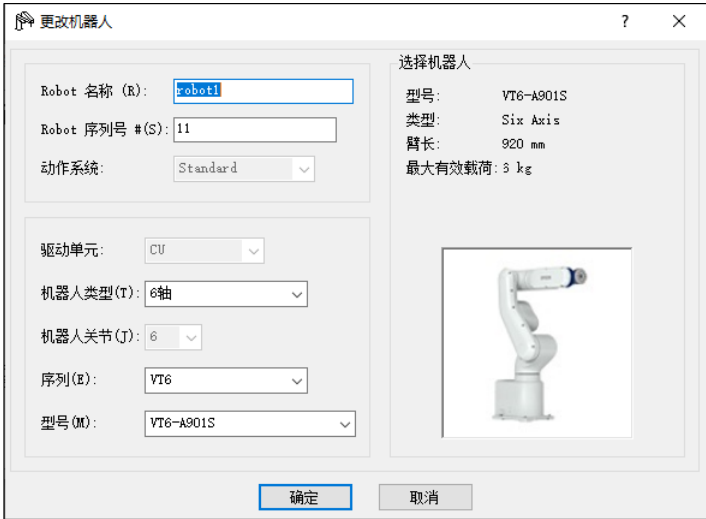 更改机器人
?
Robot 名称 (R):
robot1
Robot 序列号 #(S):
11
动作系统:
Standard
驱动单元:
CU
机器人类型(T):
6轴
机器人关节(J):
6
序列(E):
VT6
型号(M):
VT6-A901S
选择机器人
型号:
VT6-A901S
类型:
Six Axis
臂长:
920 mm
最大有效载荷:
6 kg
确定
取消